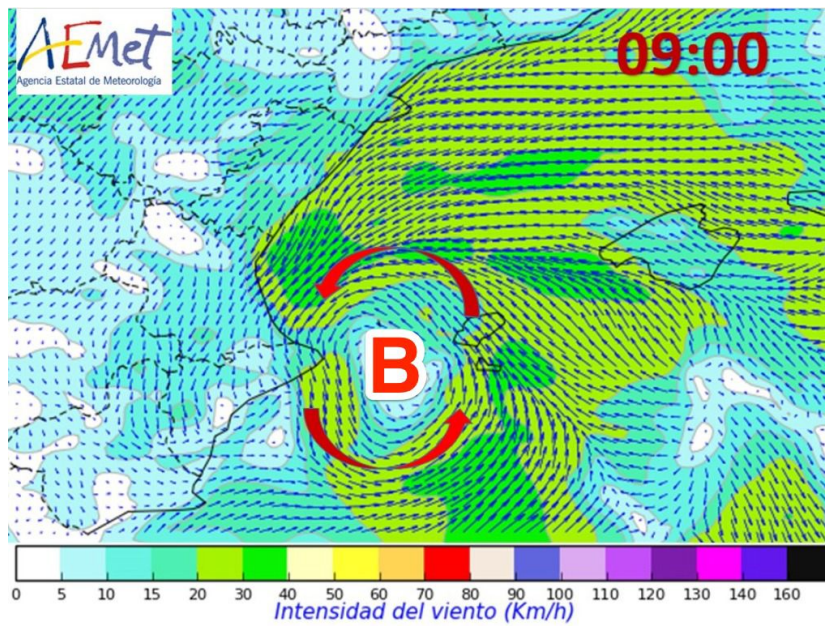 AEMet
Agencia Estatal de Meteorología
09:00
B
0 5 10 15 20 30 40 50 60 70 80 90 100 110 120 130 140 160
Intensidad del viento (Km/h)